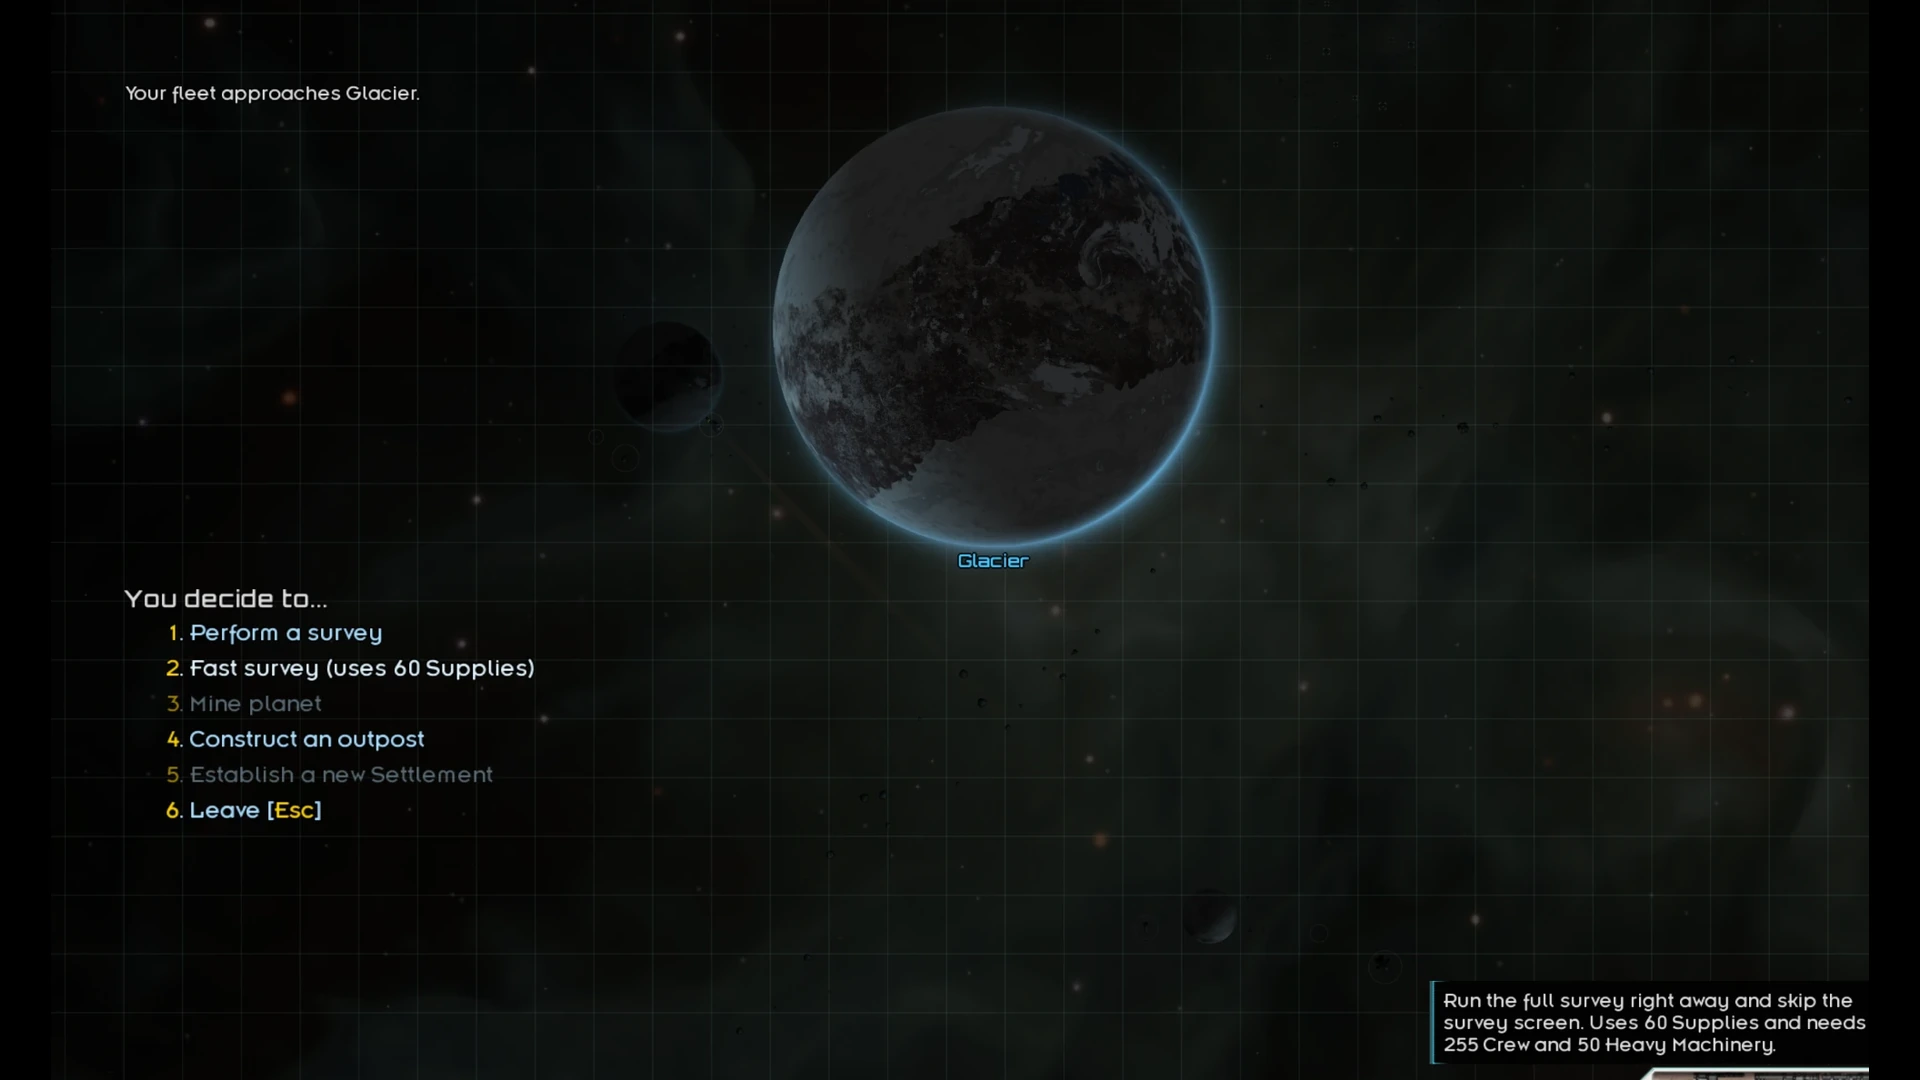 Your fleet approaches Glacier.
Glacier
You decide to...
1. Perform a survey
2. Fast survey (uses 60 Supplies)
3. Mine planet
4. Construct an outpost
5. Establish a new Settlement
6. Leave [Esc]
Run the full survey right away and skip the
survey screen. Uses 60 Supplies and needs
255 Crew and 50 Heavy Machinery.